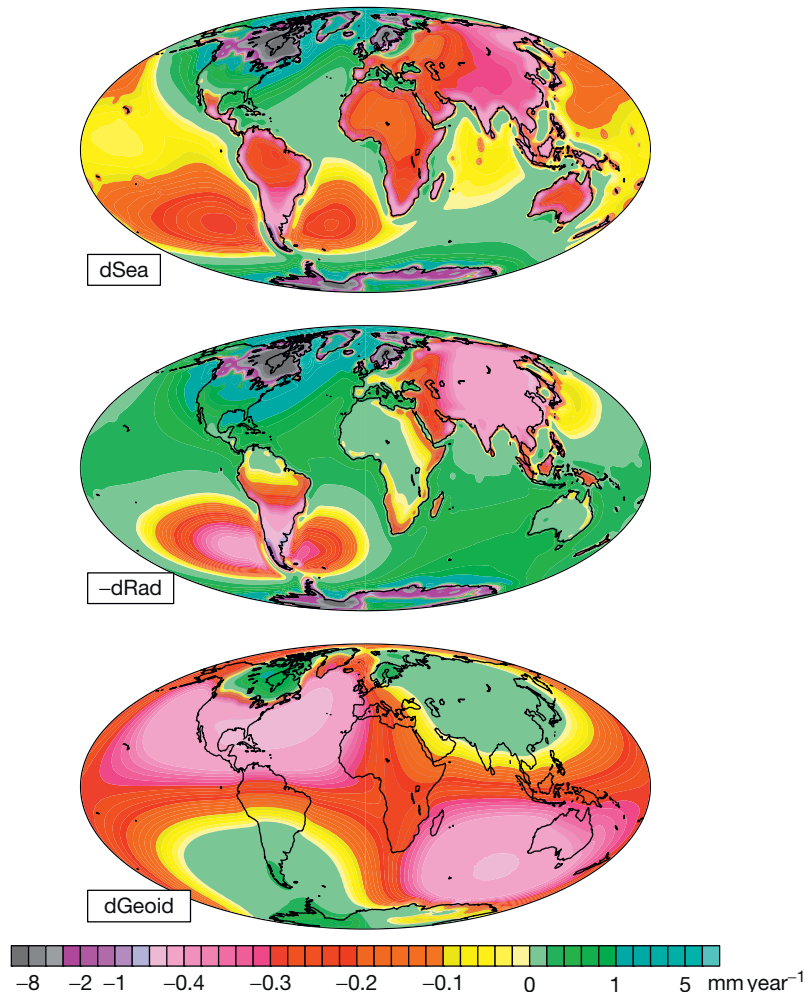 dSea
–dRad
dGeoid
–8 –2 –1 –0.4 –0.3 –0.2 –0.1 0 1 5 mm year⁻¹